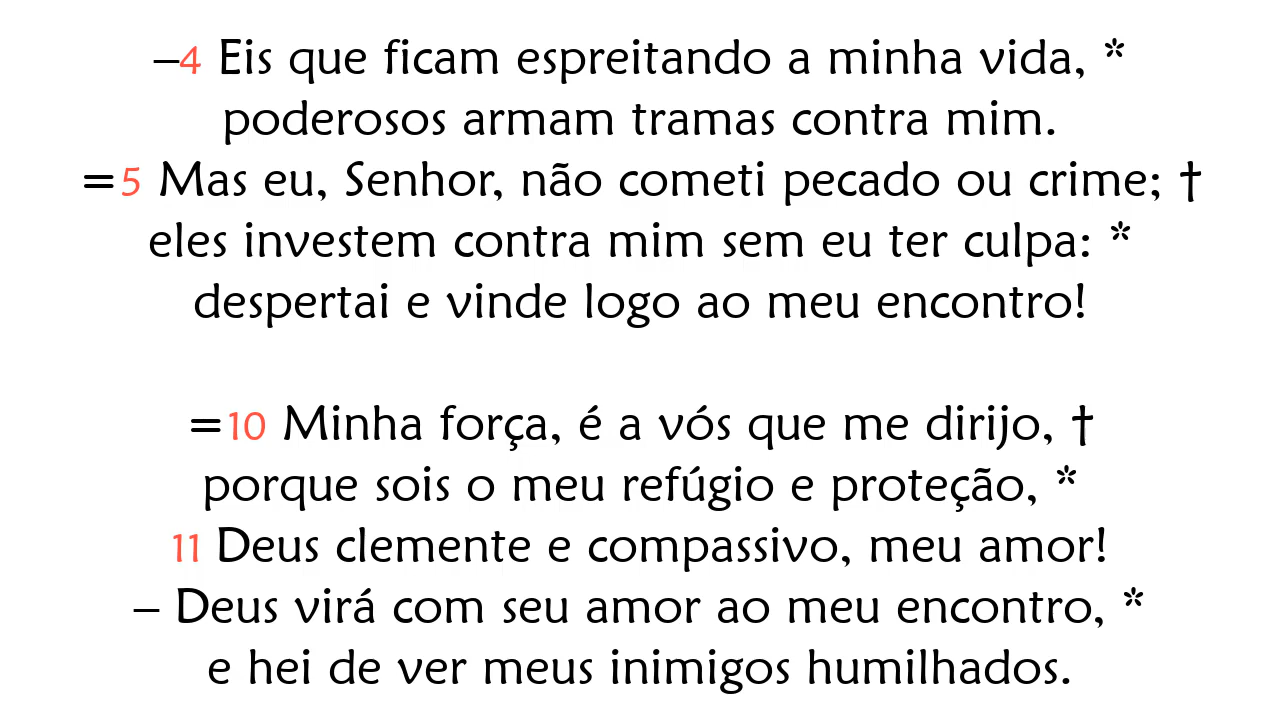 –4 Eis que ficam espreitando a minha vida, *
poderosos armam tramas contra mim.
=5 Mas eu, Senhor, não cometi pecado ou crime; †
eles investem contra mim sem eu ter culpa: *
despertai e vinde logo ao meu encontro!
=10 Minha força, é a vós que me dirijo, †
porque sois o meu refúgio e proteção, *
11 Deus clemente e compassivo, meu amor!
– Deus virá com seu amor ao meu encontro, *
e hei de ver meus inimigos humilhados.